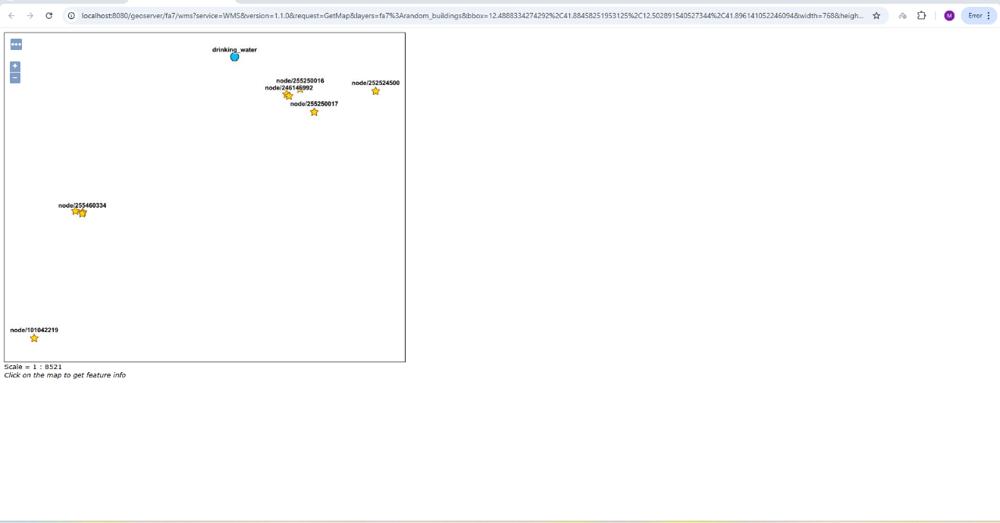 localhost:8080/geoserver/fa7/wms?service=WMS&version=1.1.0&request=GetMap&layers=fa7%3Arandom_buildings&bbox=12.4888334274292%2C41.88458251953125%2C12.502891540527344%2C41.896141052246094&width=768&heigh...
M
Error
+
−
drinking_water
node/255250016
node/252524500
node/246146992
node/255250017
node/255460334
node/101042219
Scale = 1 : 8521
Click on the map to get feature info